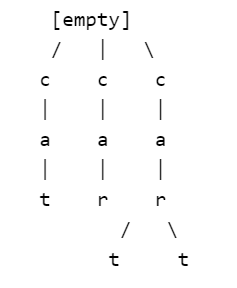 [empty]
/ | \
c c c
| | |
a a a
| | |
t r r
/ \
t t